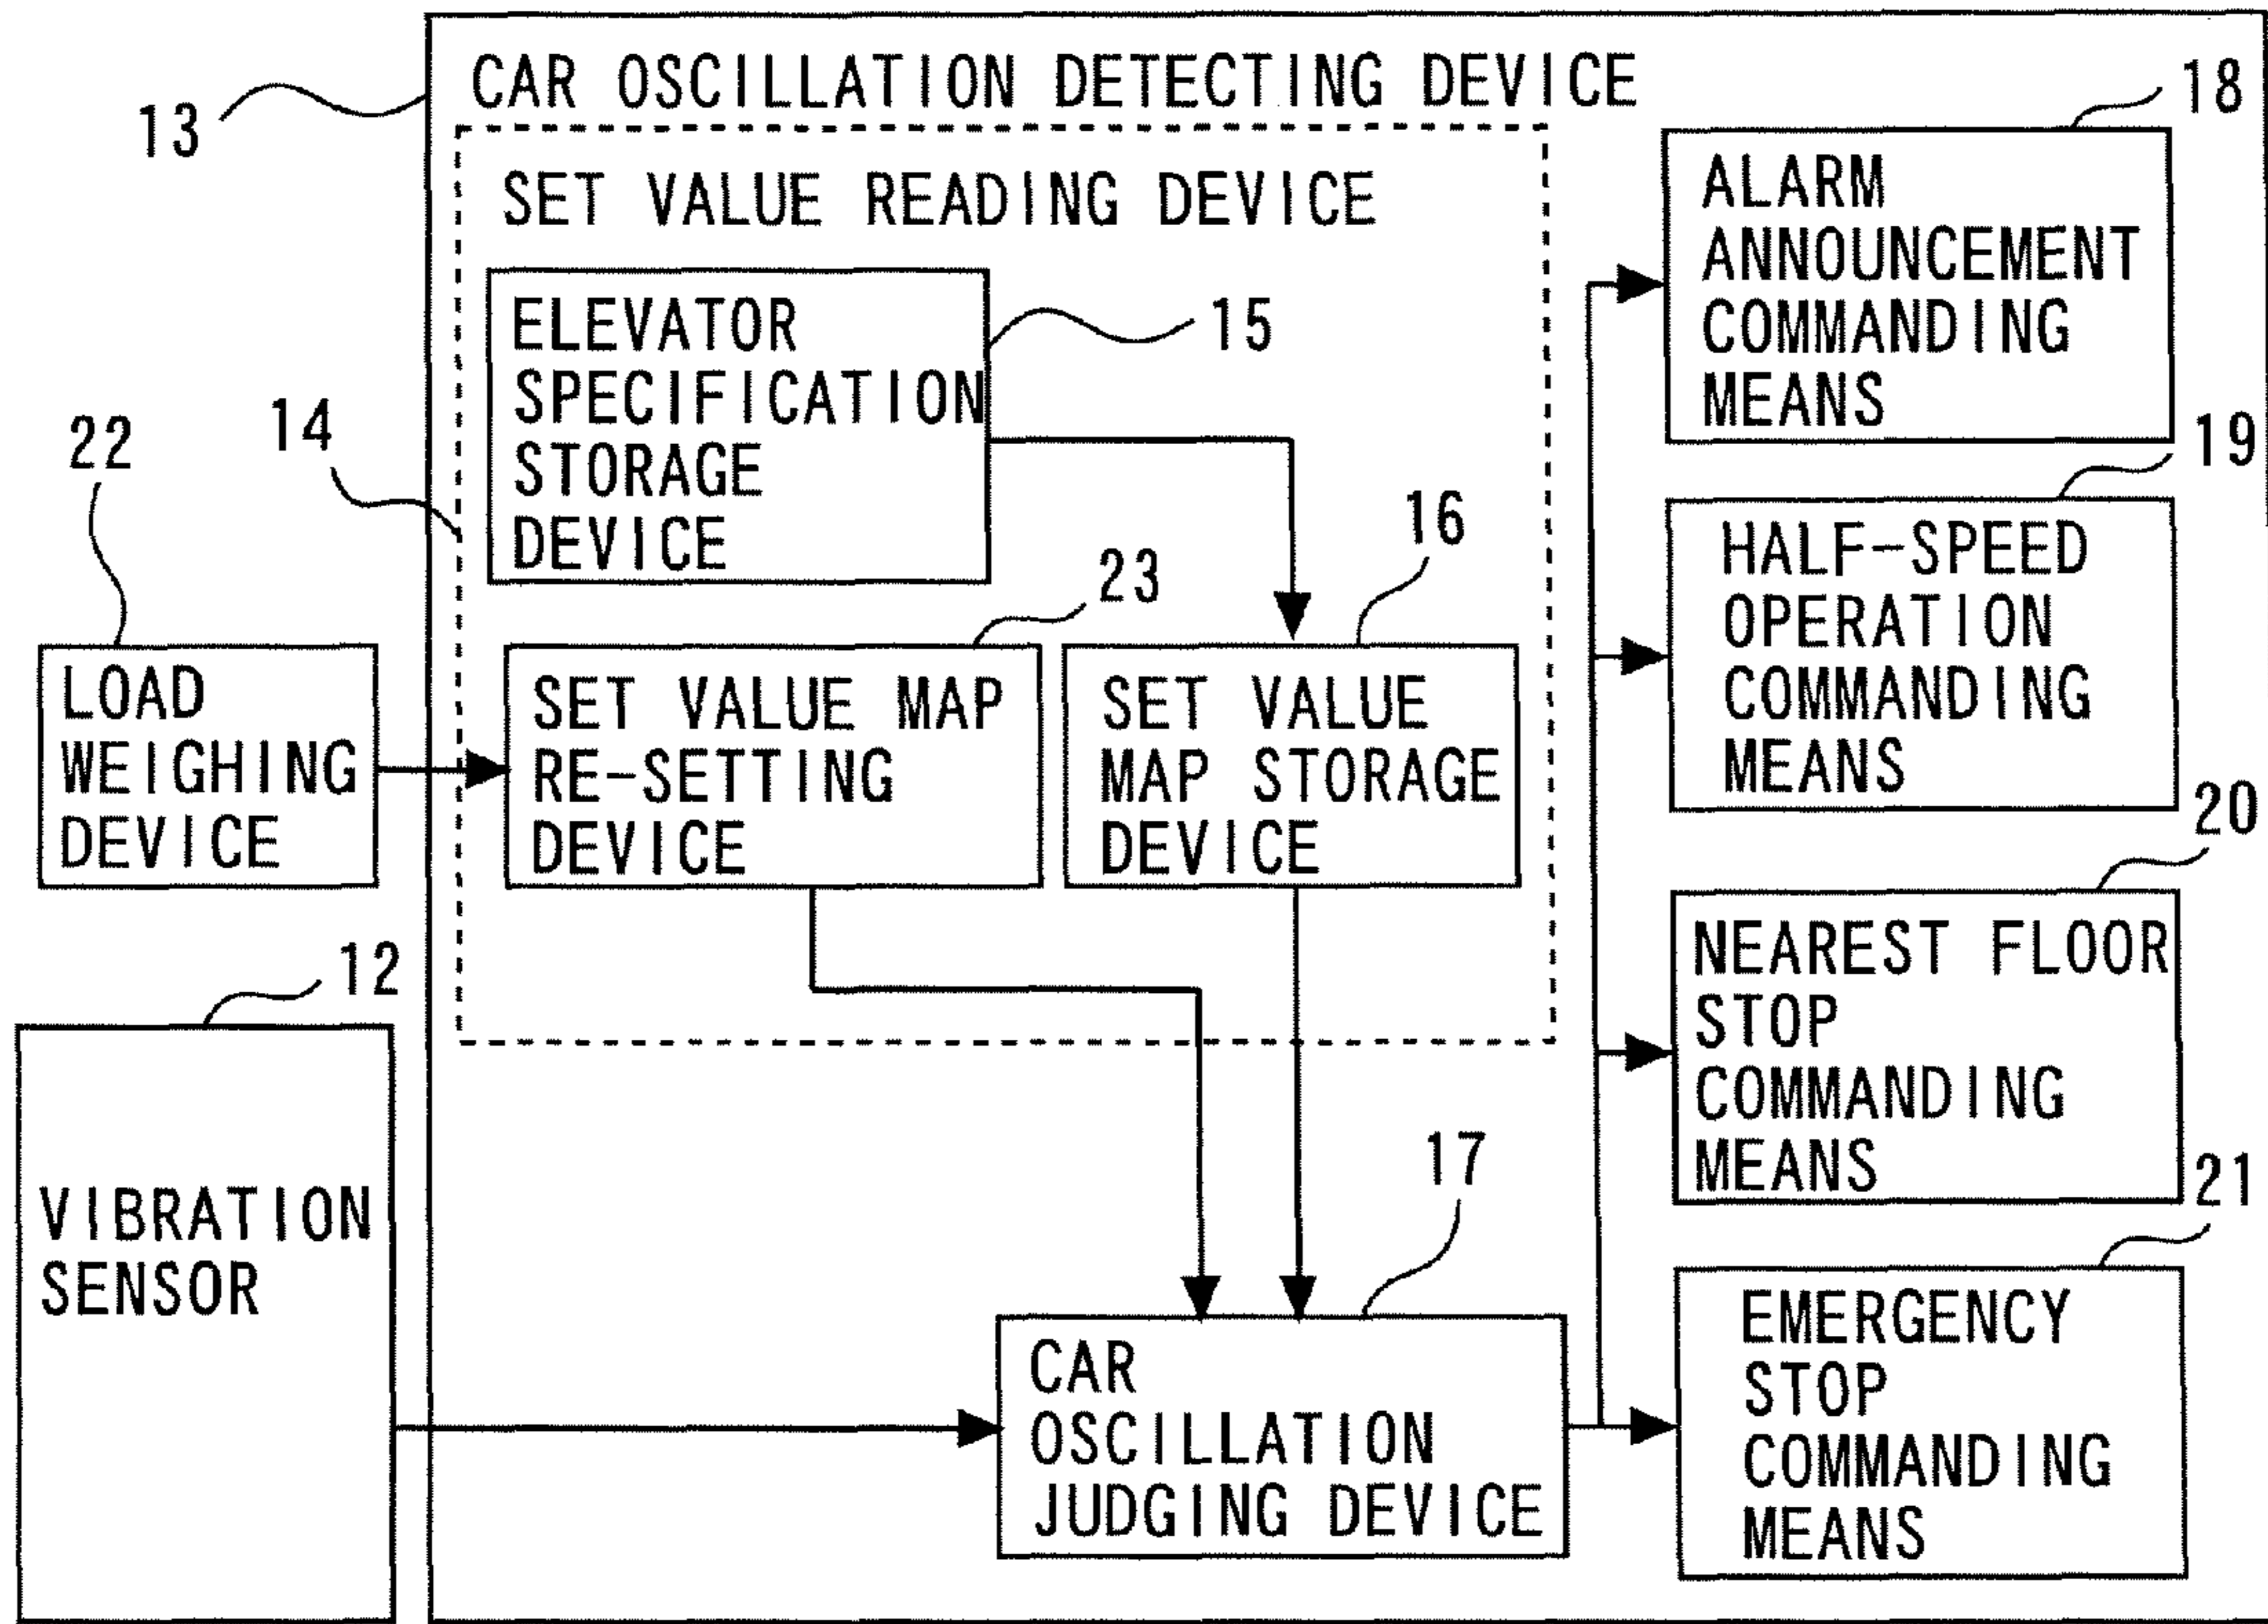 CAR OSCILLATION DETECTING DEVICE
13
SET VALUE READING DEVICE
14
ELEVATOR
SPECIFICATION
STORAGE
DEVICE
15
22
LOAD
WEIGHING
DEVICE
23
SET VALUE MAP
RE-SETTING
DEVICE
16
SET VALUE
MAP STORAGE
DEVICE
12
VIBRATION
SENSOR
17
CAR
OSCILLATION
JUDGING DEVICE
18
ALARM
ANNOUNCEMENT
COMMANDING
MEANS
19
HALF-SPEED
OPERATION
COMMANDING
MEANS
20
NEAREST FLOOR
STOP
COMMANDING
MEANS
21
EMERGENCY
STOP
COMMANDING
MEANS